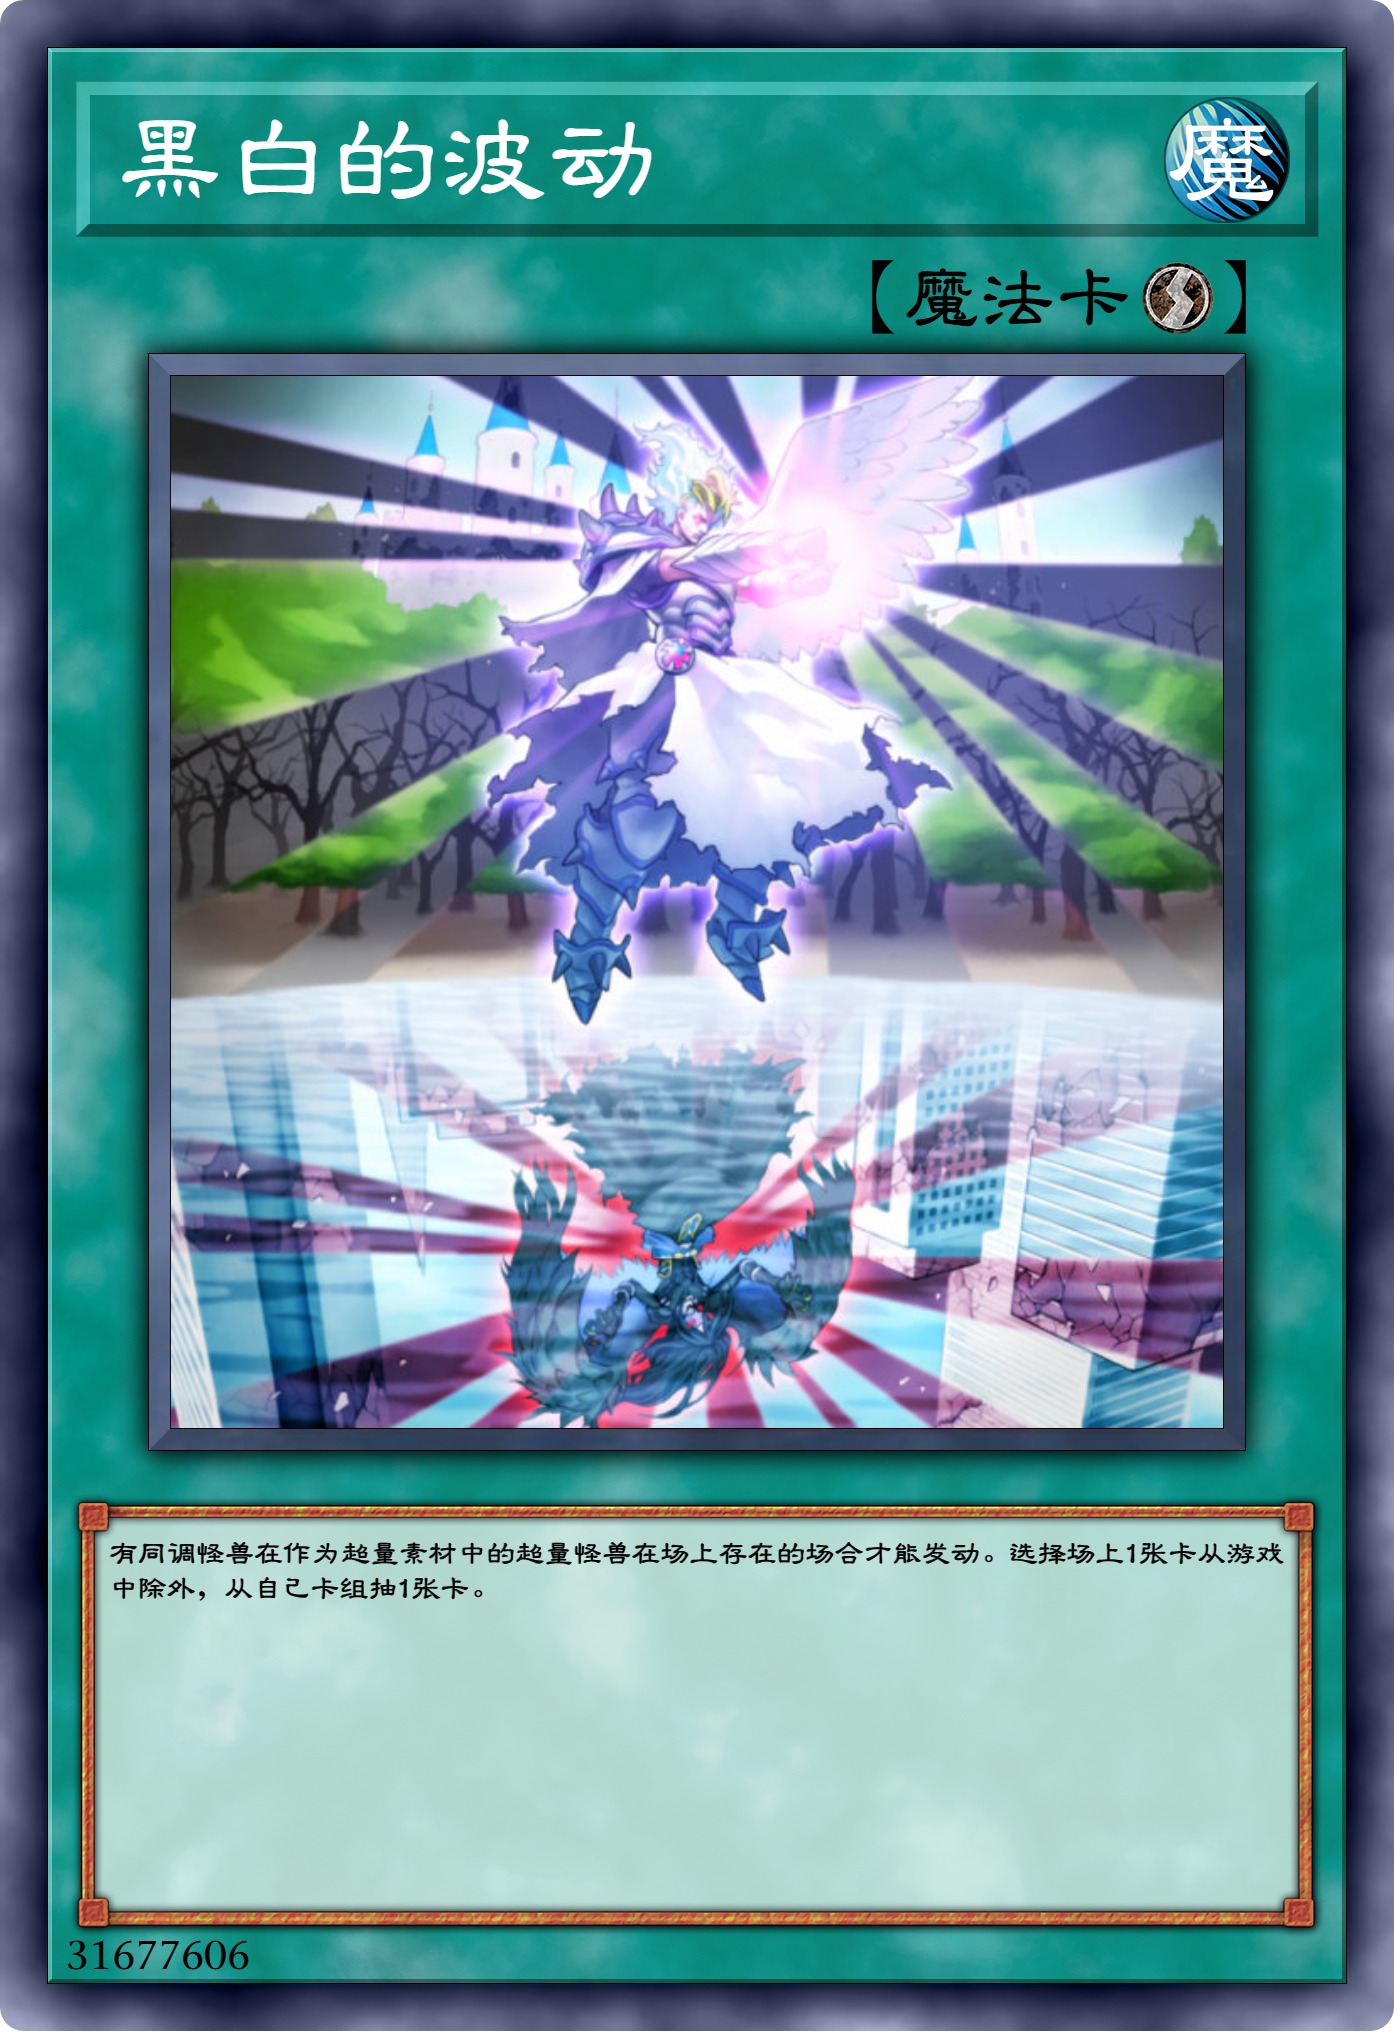 黑白的波动
魔
【魔法卡】
有同调怪兽在作为超量素材中的超量怪兽在场上存在的场合才能发动。选择场上1张卡从游戏
中除外，从自己卡组抽1张卡。
31677606